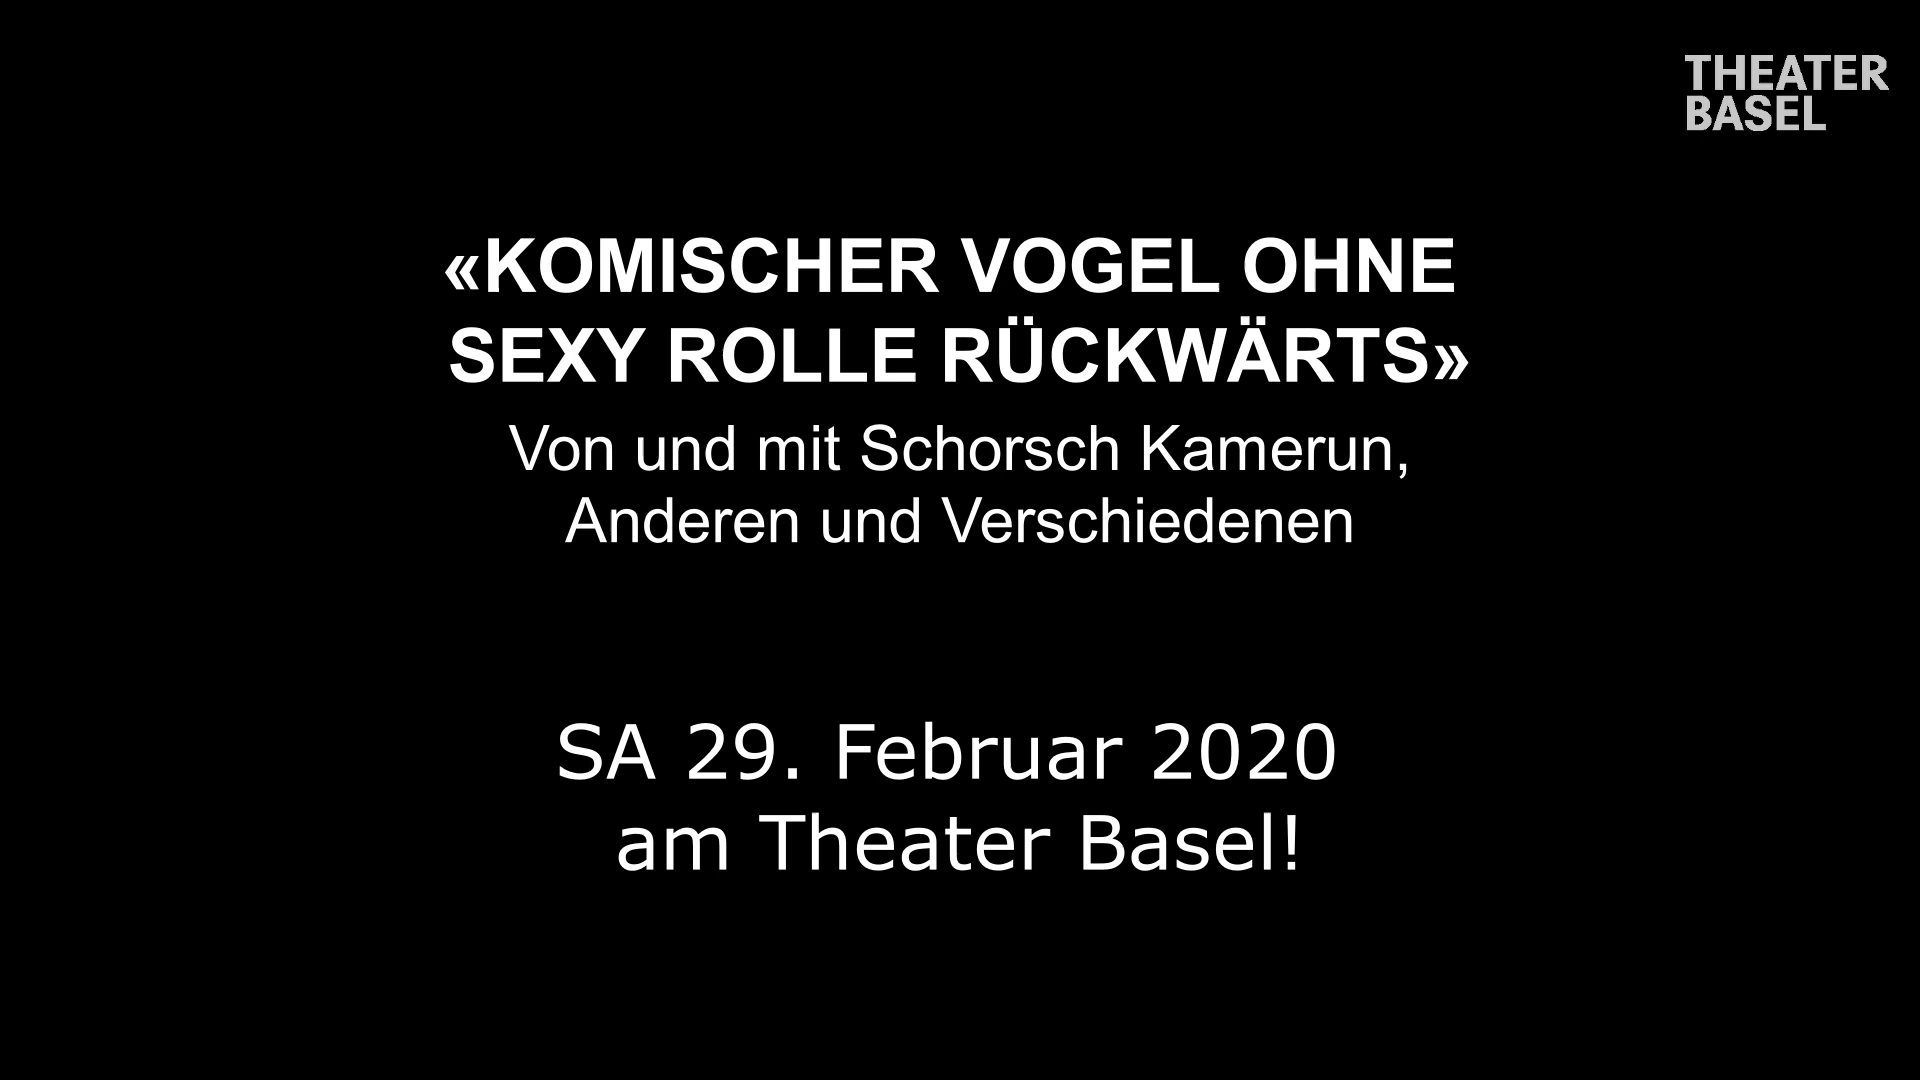 THEATER
BASEL
«KOMISCHER VOGEL OHNE
SEXY ROLLE RÜCKWÄRTS»
Von und mit Schorsch Kamerun,
Anderen und Verschiedenen
SA 29. Februar 2020
am Theater Basel!